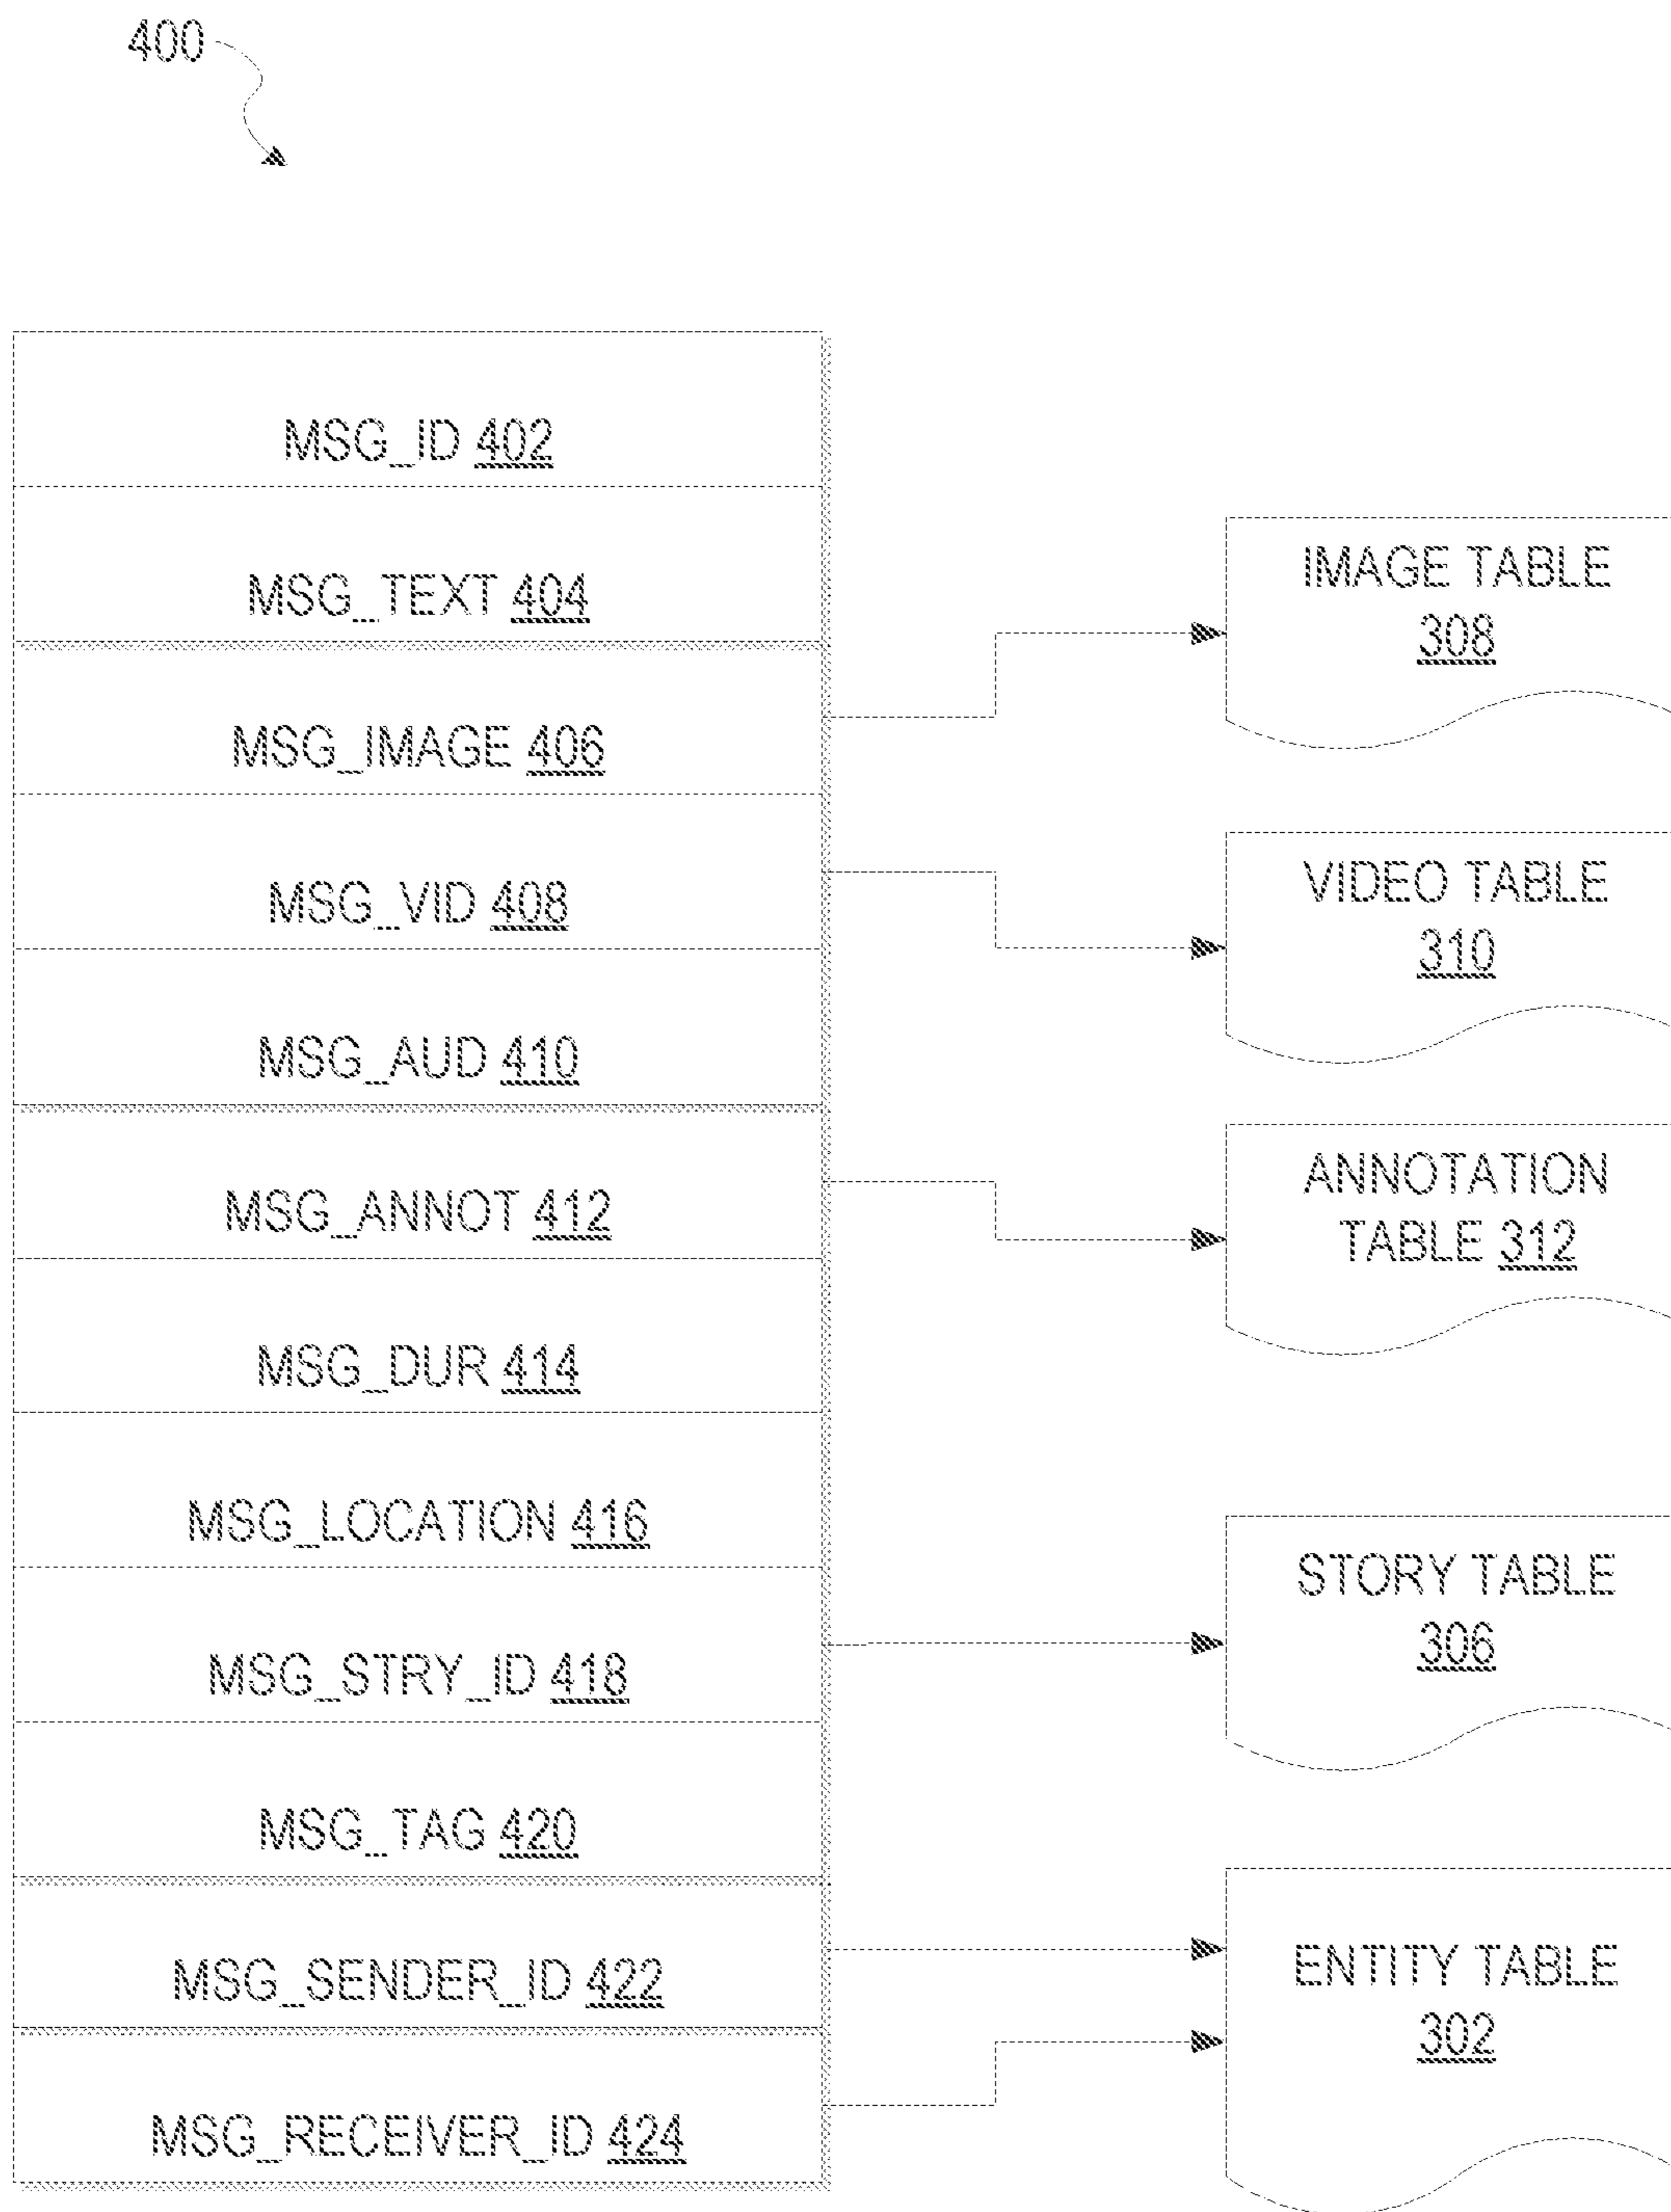 400
MSG_ID 402
MSG_TEXT 404
MSG_IMAGE 406
MSG_VID 408
MSG_AUD 410
MSG_ANNOT 412
MSG_DUR 414
MSG_LOCATION 416
MSG_STRY_ID 418
MSG_TAG 420
MSG_SENDER_ID 422
MSG_RECEIVER_ID 424
IMAGE TABLE
308
VIDEO TABLE
310
ANNOTATION
TABLE 312
STORY TABLE
306
ENTITY TABLE
302